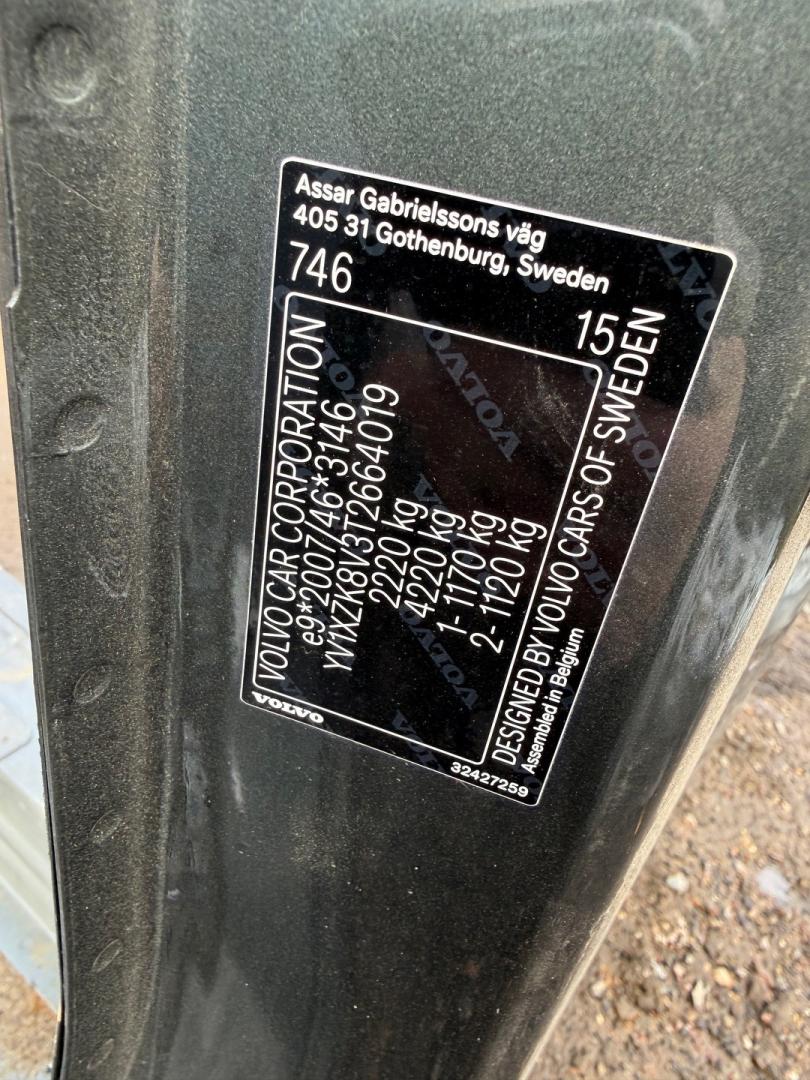 Assar Gabrielssons väg
405 31 Gothenburg, Sweden
746
15
VOLVO CAR CORPORATION
e9*2007/46*3146
YV1XZK8V3T2664019
2220 kg
4220 kg
1- 1170 kg
2- 1120 kg
DESIGNED BY VOLVO CARS OF SWEDEN
Assembled in Belgium
VOLVO
32427259